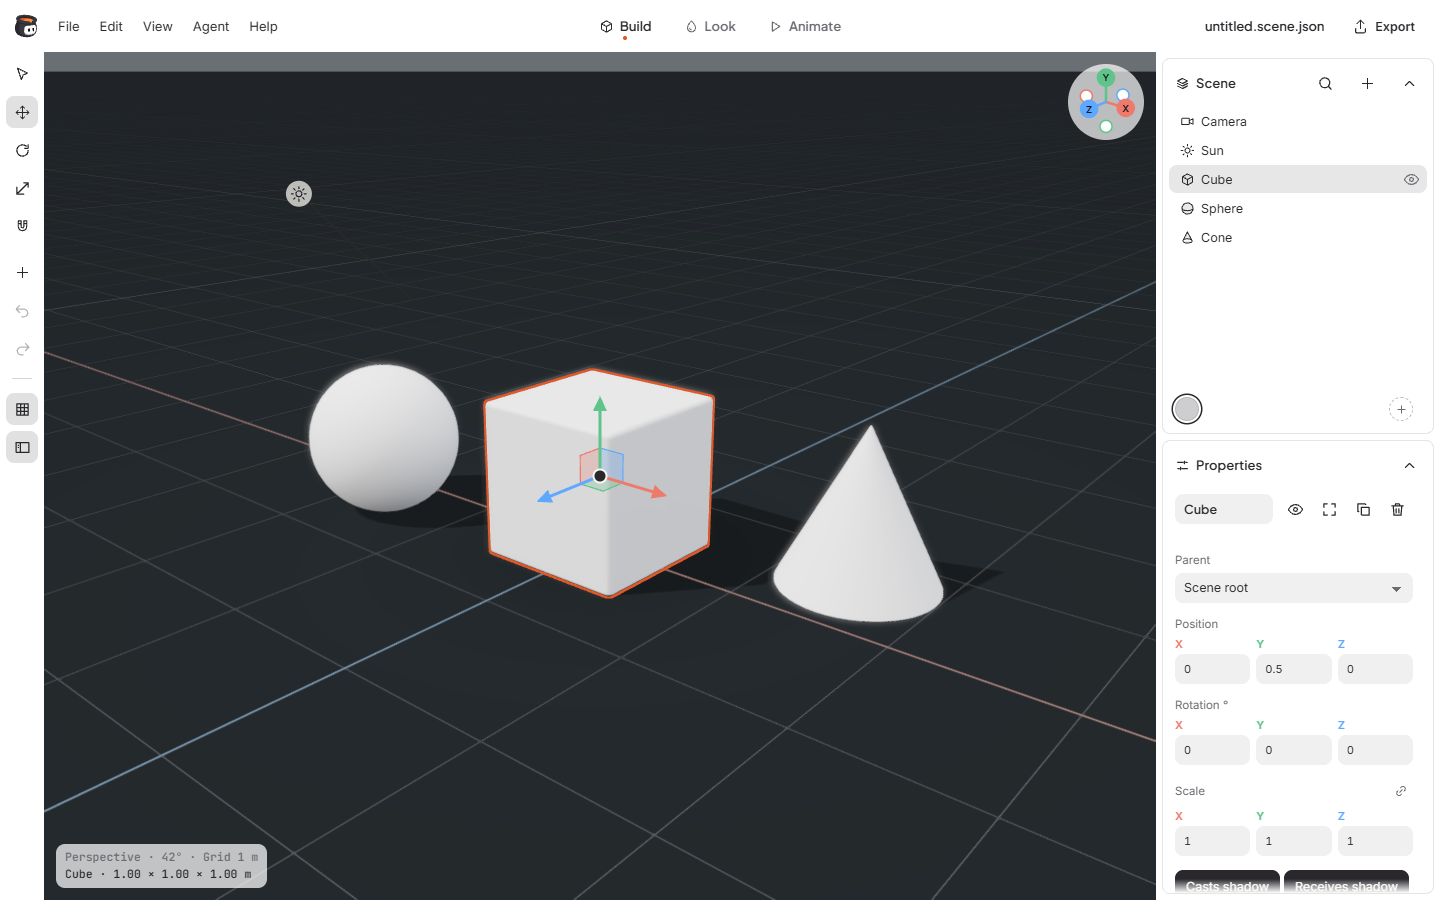 File Edit View Agent Help
Build Look Animate
untitled.scene.json Export
Y
Z X
Scene
Camera
Sun
Cube
Sphere
Cone
Properties
Cube
Parent
Scene root
Position
X Y Z
0 0.5 0
Rotation °
X Y Z
0 0 0
Scale
X Y Z
1 1 1
Casts shadow Receives shadow
Perspective · 42° · Grid 1 m
Cube · 1.00 × 1.00 × 1.00 m